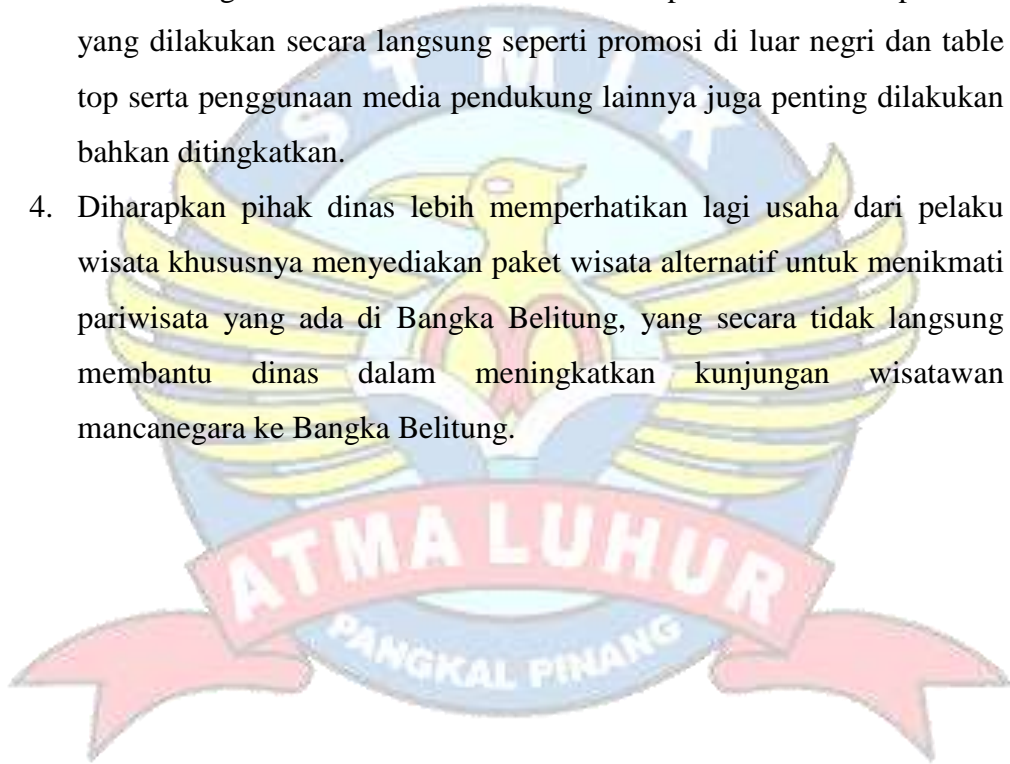 yang dilakukan secara langsung seperti promosi di luar negri dan table
top serta penggunaan media pendukung lainnya juga penting dilakukan
bahkan ditingkatkan.
4. Diharapkan pihak dinas lebih memperhatikan lagi usaha dari pelaku
wisata khususnya menyediakan paket wisata alternatif untuk menikmati
pariwisata yang ada di Bangka Belitung, yang secara tidak langsung
membantu dinas dalam meningkatkan kunjungan wisatawan
mancanegara ke Bangka Belitung.
STMIK
ATMA LUHUR
PANGKAL PINANG